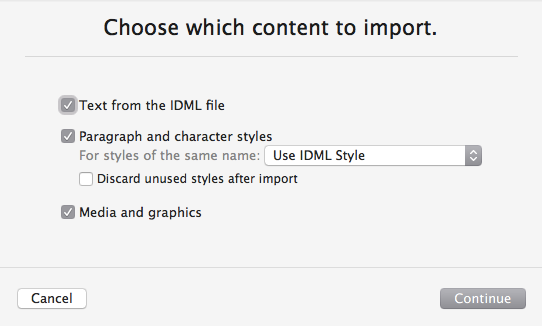 Choose which content to import.
Text from the IDML file
Paragraph and character styles
For styles of the same name: Use IDML Style
Discard unused styles after import
Media and graphics
Cancel Continue